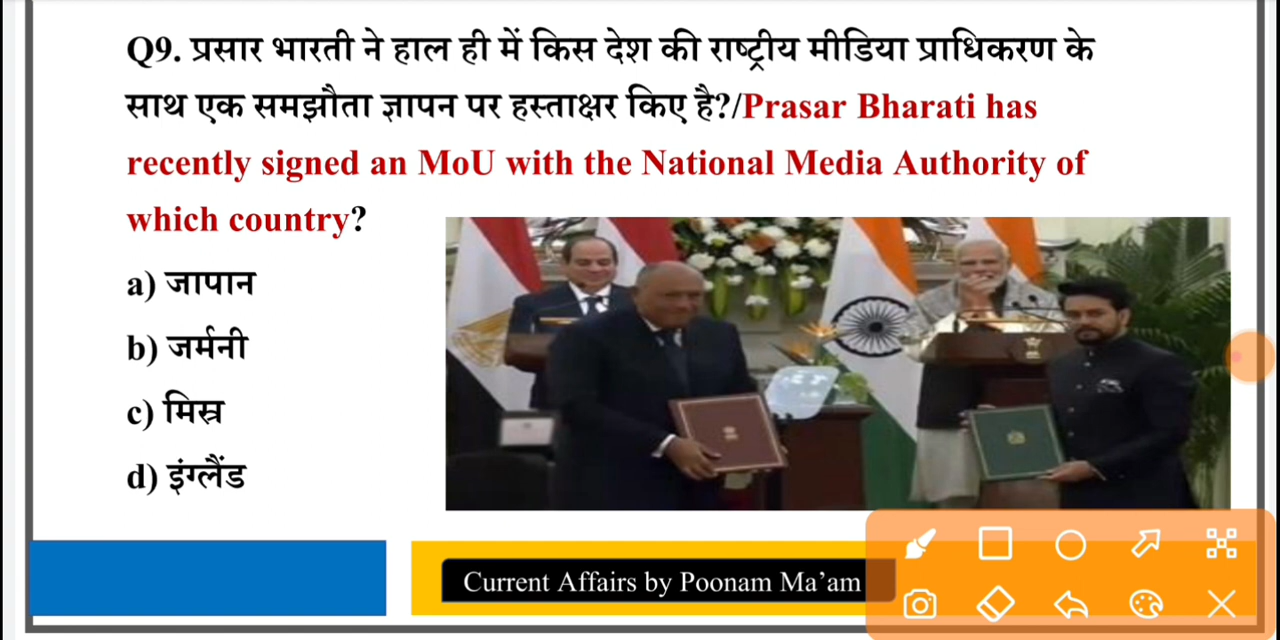 Q9. प्रसार भारती ने हाल ही में किस देश की राष्ट्रीय मीडिया प्राधिकरण के
साथ एक समझौता ज्ञापन पर हस्ताक्षर किए है?/Prasar Bharati has
recently signed an MoU with the National Media Authority of
which country?
a) जापान
b) जर्मनी
c) मिस्र
d) इंग्लैंड
Current Affairs by Poonam Ma’am